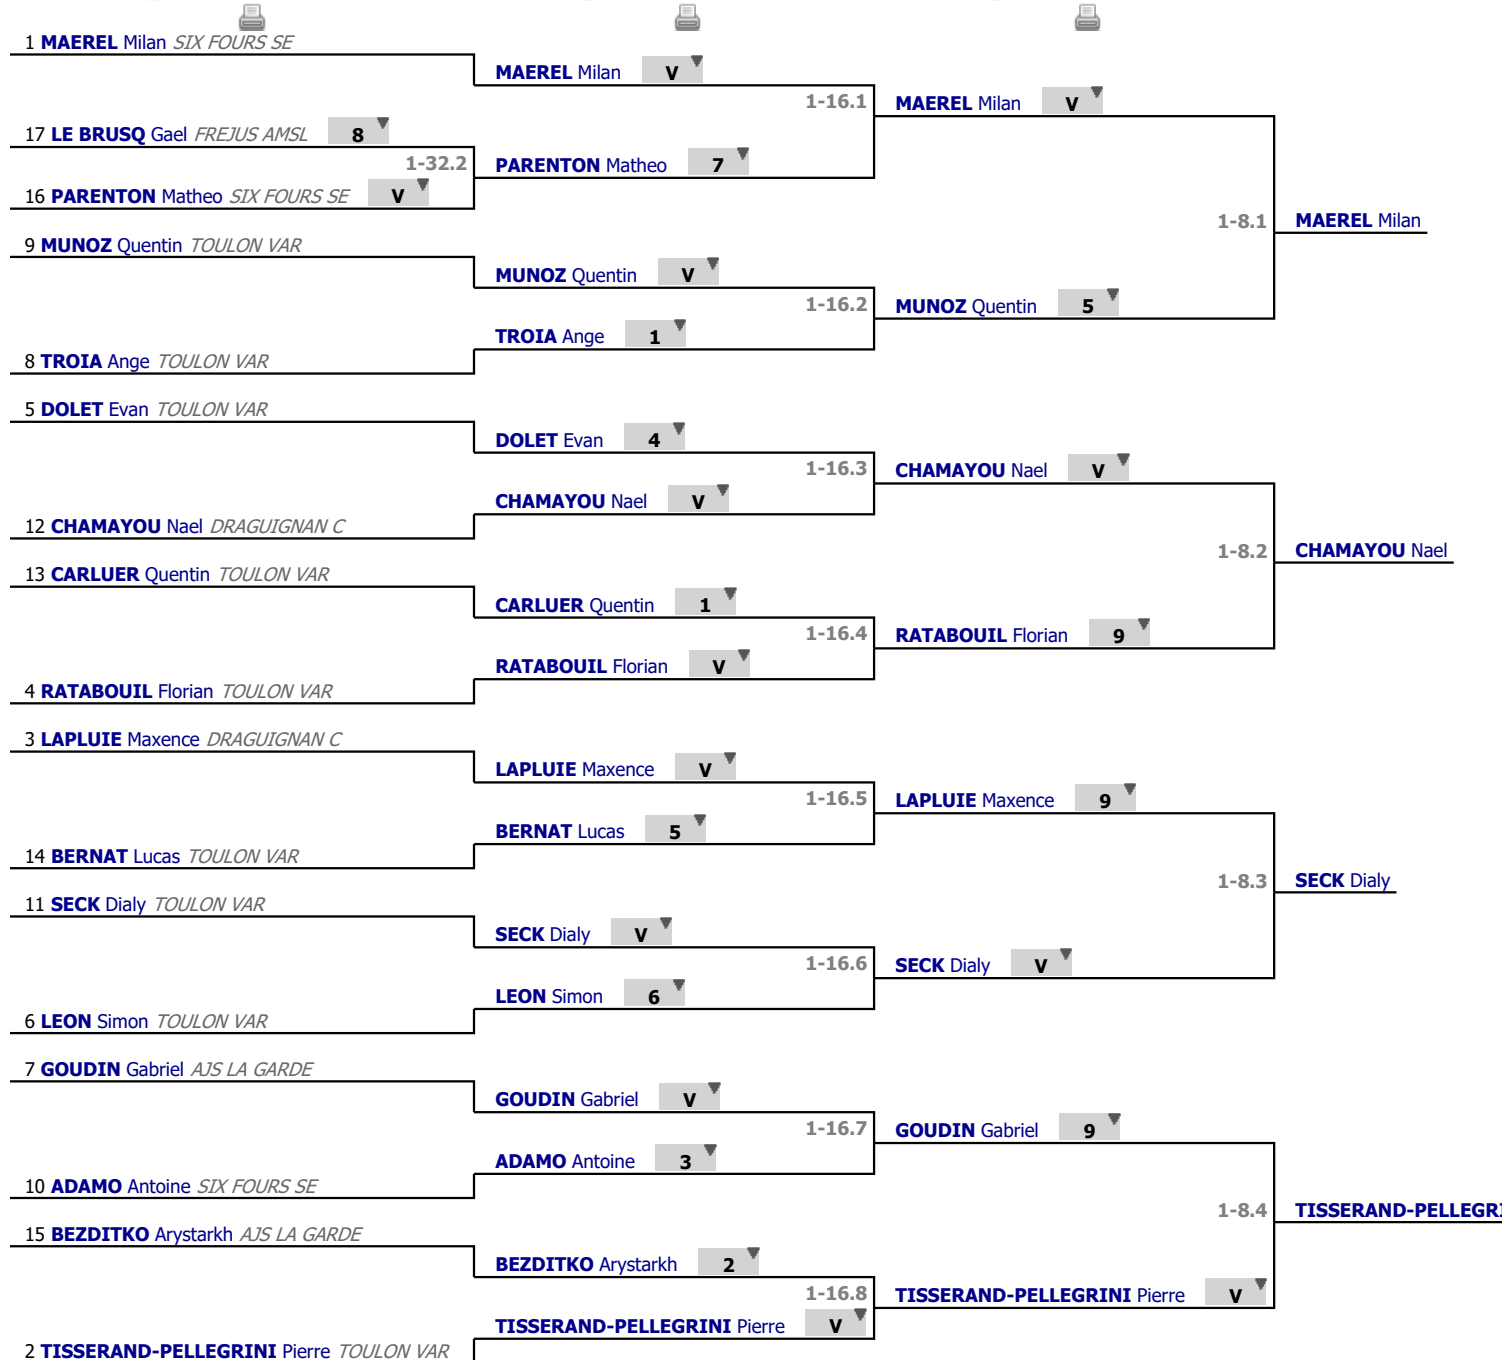 1 MAEREL Milan SIX FOURS SE
17 LE BRUSQ Gael FREJUS AMSL 8
1-32.2
16 PARENTON Matheo SIX FOURS SE V
9 MUNOZ Quentin TOULON VAR
8 TROIA Ange TOULON VAR
5 DOLET Evan TOULON VAR
12 CHAMAYOU Nael DRAGUIGNAN C
13 CARLUER Quentin TOULON VAR
4 RATABOUIL Florian TOULON VAR
3 LAPLUIE Maxence DRAGUIGNAN C
14 BERNAT Lucas TOULON VAR
11 SECK Dialy TOULON VAR
6 LEON Simon TOULON VAR
7 GOUDIN Gabriel AJS LA GARDE
10 ADAMO Antoine SIX FOURS SE
15 BEZDITKO Arystarkh AJS LA GARDE
2 TISSERAND-PELLEGRINI Pierre TOULON VAR
MAEREL Milan V
1-16.1
PARENTON Matheo 7
MUNOZ Quentin V
1-16.2
TROIA Ange 1
DOLET Evan 4
1-16.3
CHAMAYOU Nael V
CARLUER Quentin 1
1-16.4
RATABOUIL Florian V
LAPLUIE Maxence V
1-16.5
BERNAT Lucas 5
SECK Dialy V
1-16.6
LEON Simon 6
GOUDIN Gabriel V
1-16.7
ADAMO Antoine 3
BEZDITKO Arystarkh 2
1-16.8
TISSERAND-PELLEGRINI Pierre V
MAEREL Milan V
1-8.1
MUNOZ Quentin 5
CHAMAYOU Nael V
1-8.2
RATABOUIL Florian 9
LAPLUIE Maxence 9
1-8.3
SECK Dialy V
GOUDIN Gabriel 9
1-8.4
TISSERAND-PELLEGRINI Pierre V
MAEREL Milan
CHAMAYOU Nael
SECK Dialy